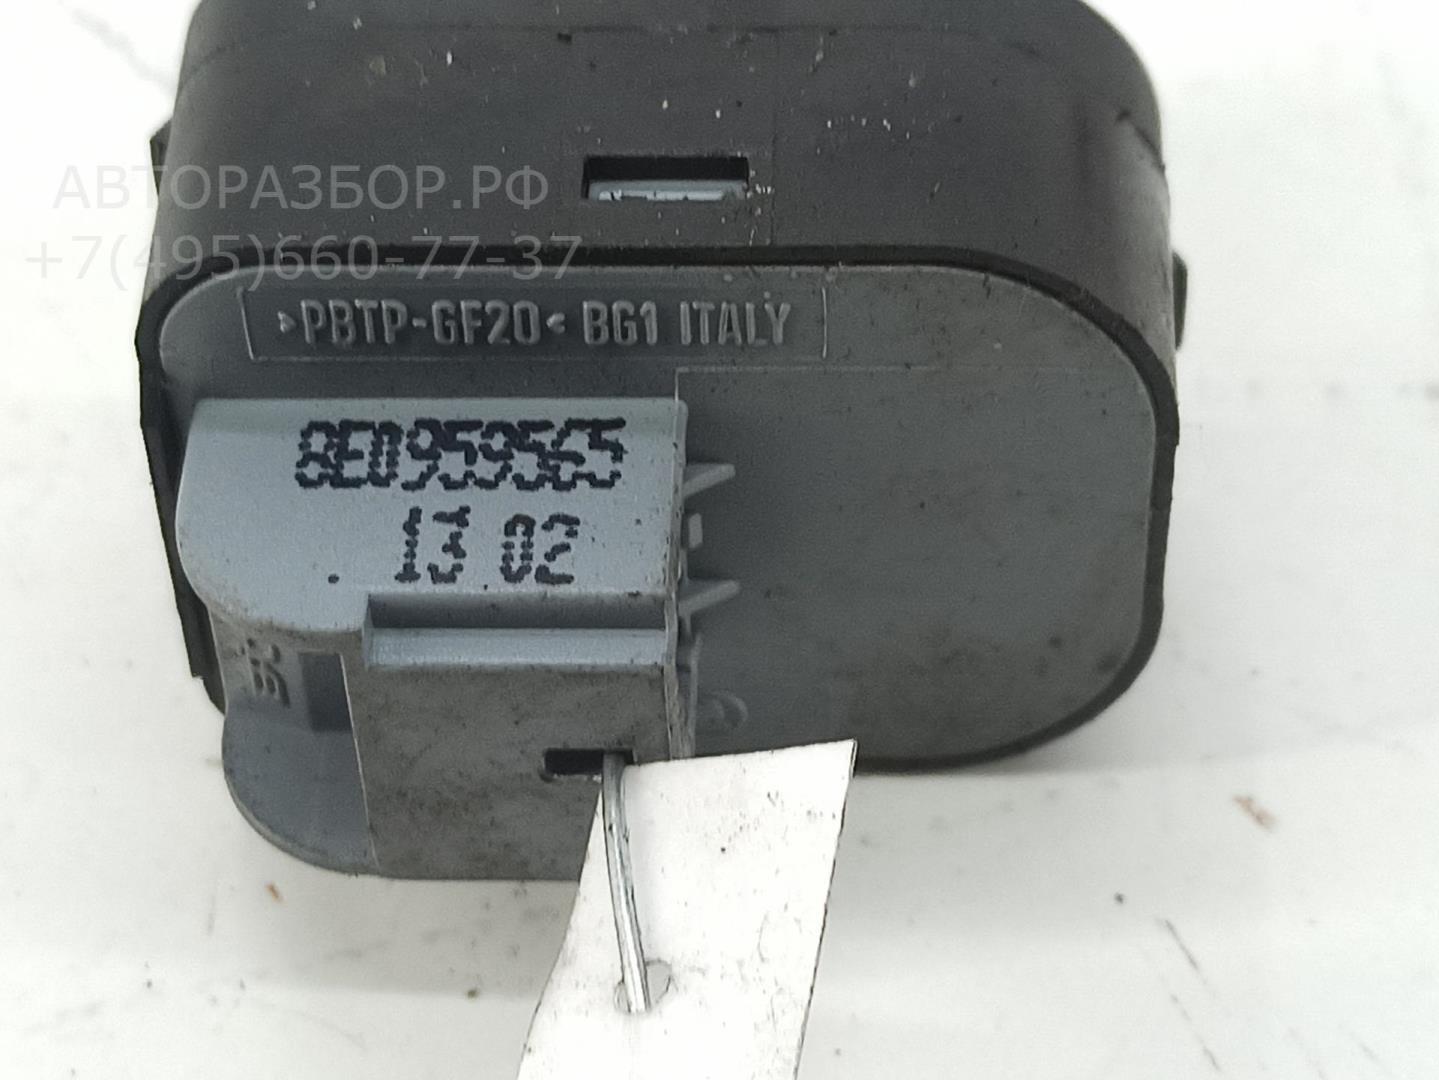 АВТОРАЗБОР.РФ
+7(495)660-77-37
>PBTP-GF20< BG1 ITALY
8E0959565
13 02